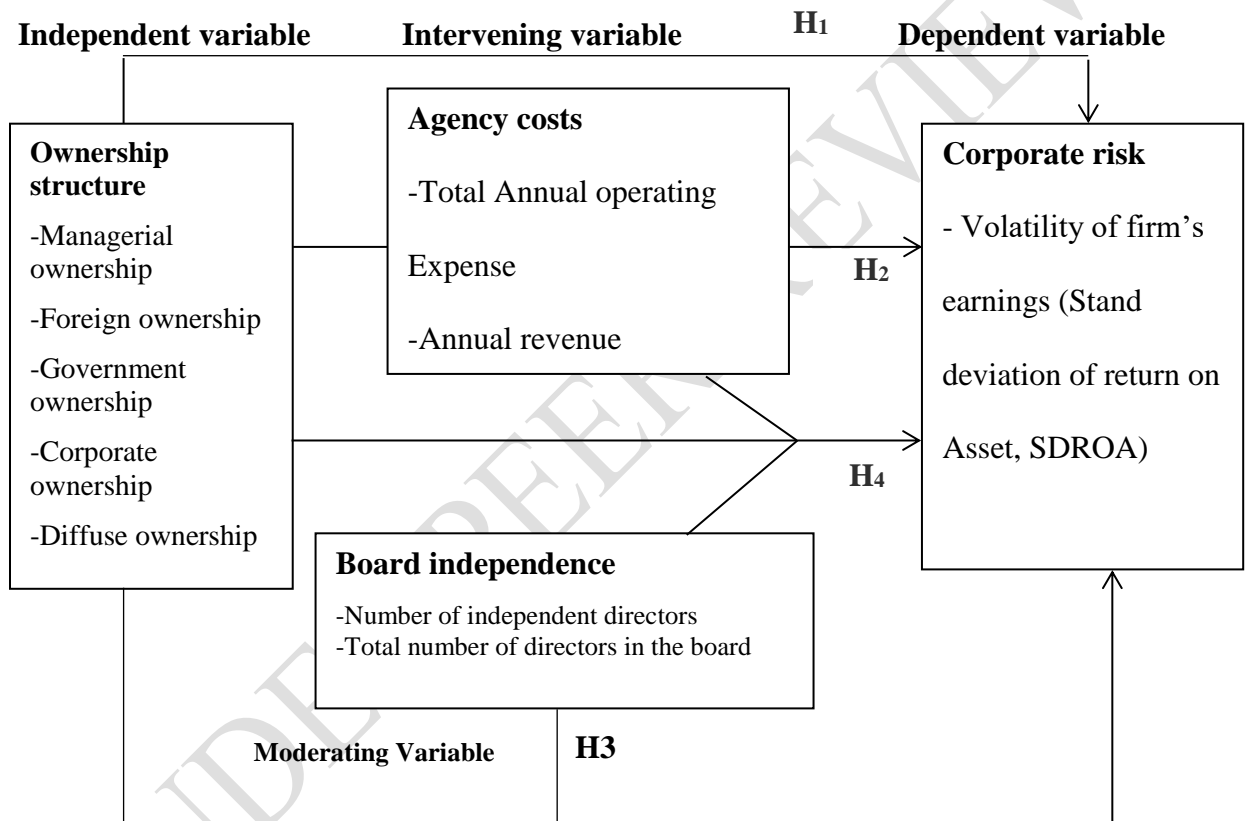 Independent variable
Intervening variable
H1
Dependent variable
Ownership
structure
-Managerial
ownership
-Foreign ownership
-Government
ownership
-Corporate
ownership
-Diffuse ownership
Agency costs
-Total Annual operating
Expense
-Annual revenue
H2
Corporate risk
- Volatility of firm’s
earnings (Stand
deviation of return on
Asset, SDROA)
H4
Board independence
-Number of independent directors
-Total number of directors in the board
Moderating Variable
H3
NDE PEER REVIEW